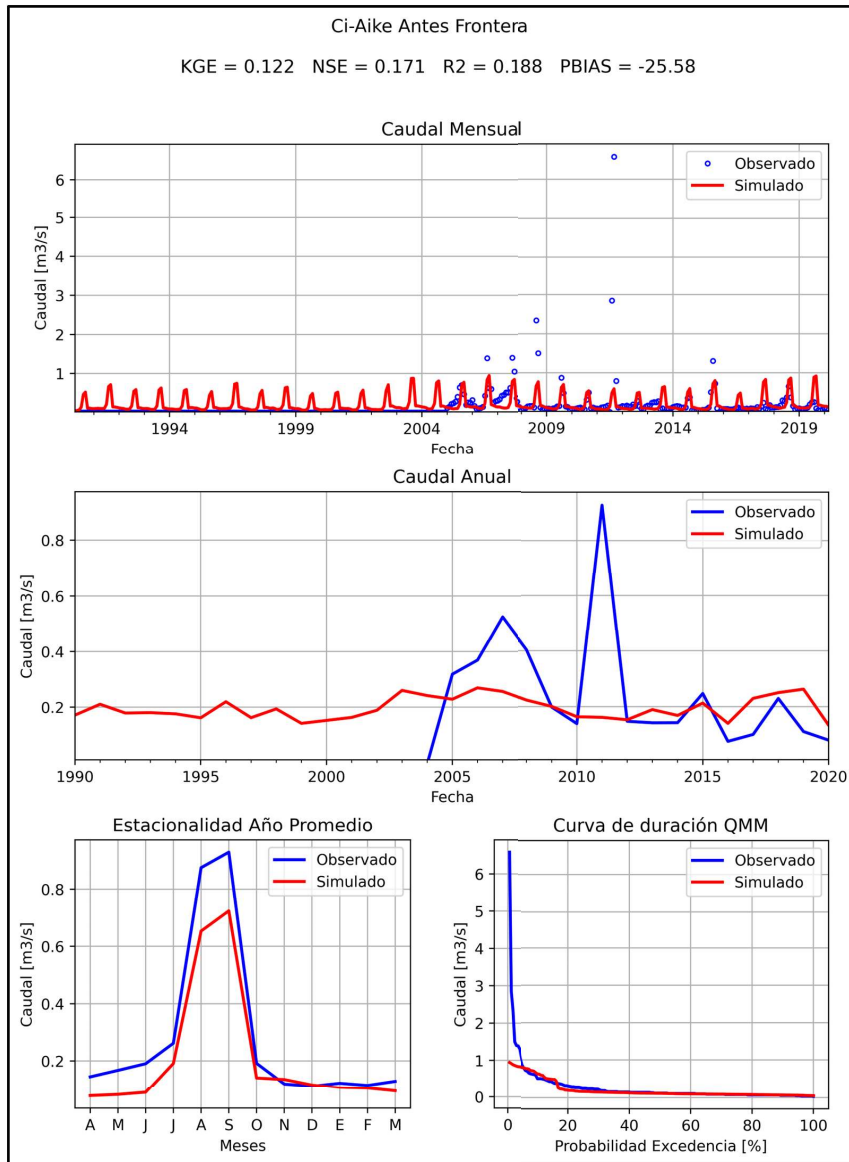 Ci-Aike Antes Frontera
KGE = 0.122 NSE = 0.171 R2 = 0.188 PBIAS = -25.58
Caudal Mensual
Caudal [m3/s]
6
5
4
3
2
1
Observado
Simulado
1994 1999 2004 2009 2014 2019
Fecha
Caudal Anual
Caudal [m3/s]
0.8
0.6
0.4
0.2
Observado
Simulado
1990 1995 2000 2005 2010 2015 2020
Fecha
Estacionalidad Año Promedio
Caudal [m3/s]
0.8
0.6
0.4
0.2
Observado
Simulado
A M J J A S O N D E F M
Meses
Curva de duración QMM
Caudal [m3/s]
6
5
4
3
2
1
0
Observado
Simulado
0 20 40 60 80 100
Probabilidad Excedencia [%]